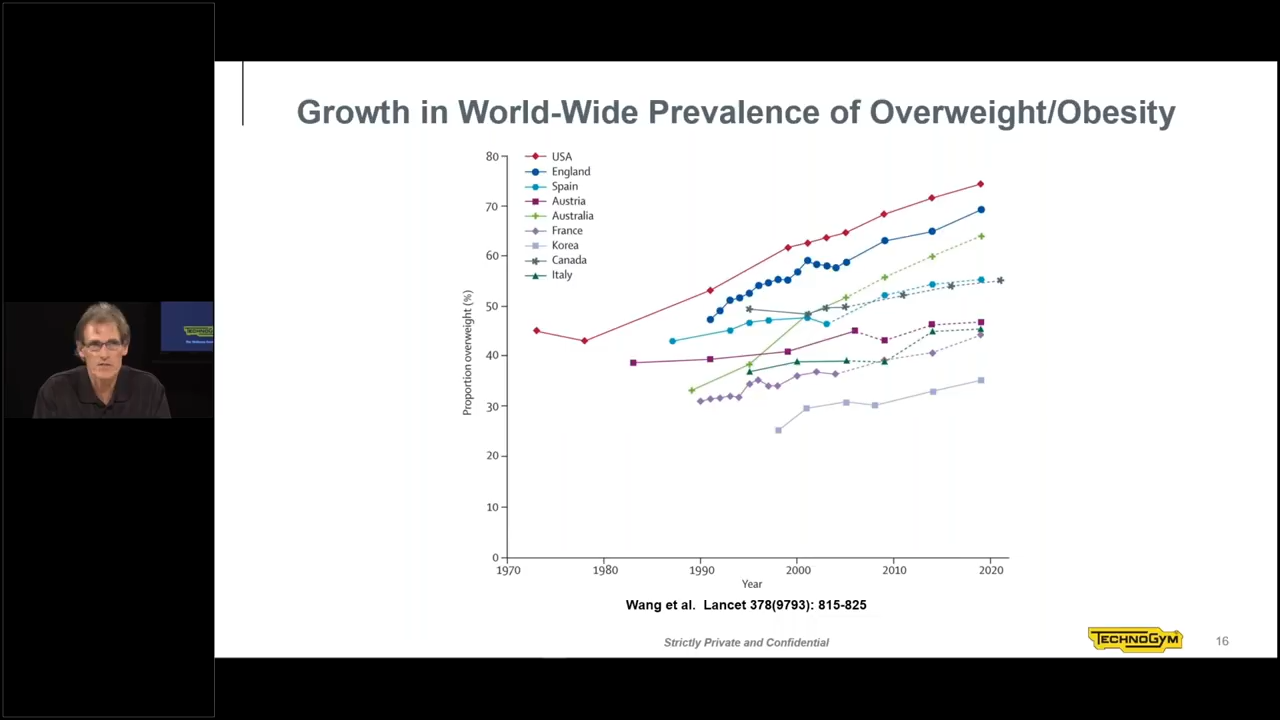 Growth in World-Wide Prevalence of Overweight/Obesity
80
70
60
50
40
30
20
10
0
Proportion overweight (%)
USA
England
Spain
Austria
Australia
France
Korea
Canada
Italy
1970 1980 1990 2000 2010 2020
Year
Wang et al. Lancet 378(9793): 815-825
Strictly Private and Confidential
TECHNOGYM
16
TECHNOGYM